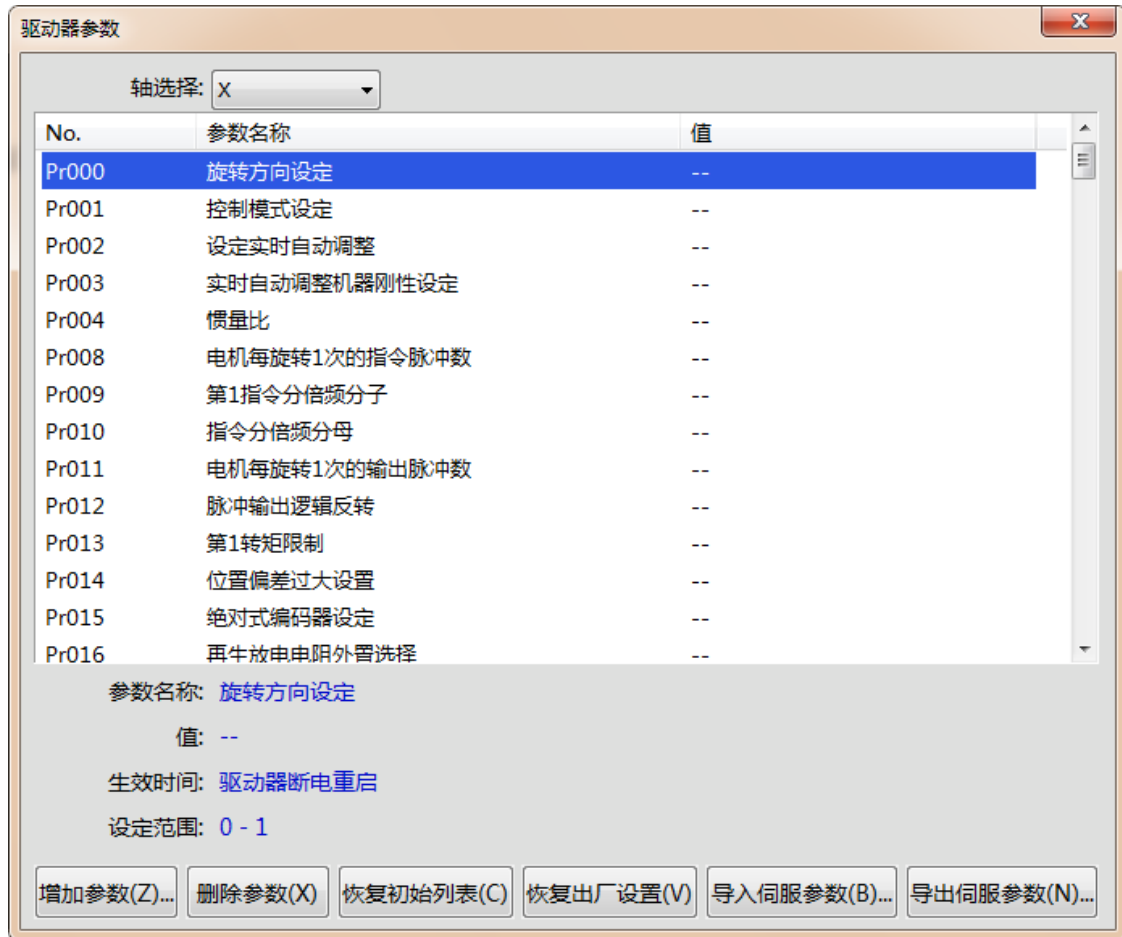 驱动器参数
轴选择: X
No. 参数名称 值
Pr000 旋转方向设定 --
Pr001 控制模式设定 --
Pr002 设定实时自动调整 --
Pr003 实时自动调整机器刚性设定 --
Pr004 惯量比 --
Pr008 电机每旋转1次的指令脉冲数 --
Pr009 第1指令分倍频分子 --
Pr010 指令分倍频分母 --
Pr011 电机每旋转1次的输出脉冲数 --
Pr012 脉冲输出逻辑反转 --
Pr013 第1转矩限制 --
Pr014 位置偏差过大设置 --
Pr015 绝对式编码器设定 --
Pr016 再生放电电阻外置选择 --
参数名称: 旋转方向设定
值: --
生效时间: 驱动器断电重启
设定范围: 0 - 1
增加参数(Z)... 删除参数(X) 恢复初始列表(C) 恢复出厂设置(V) 导入伺服参数(B)... 导出伺服参数(N)...